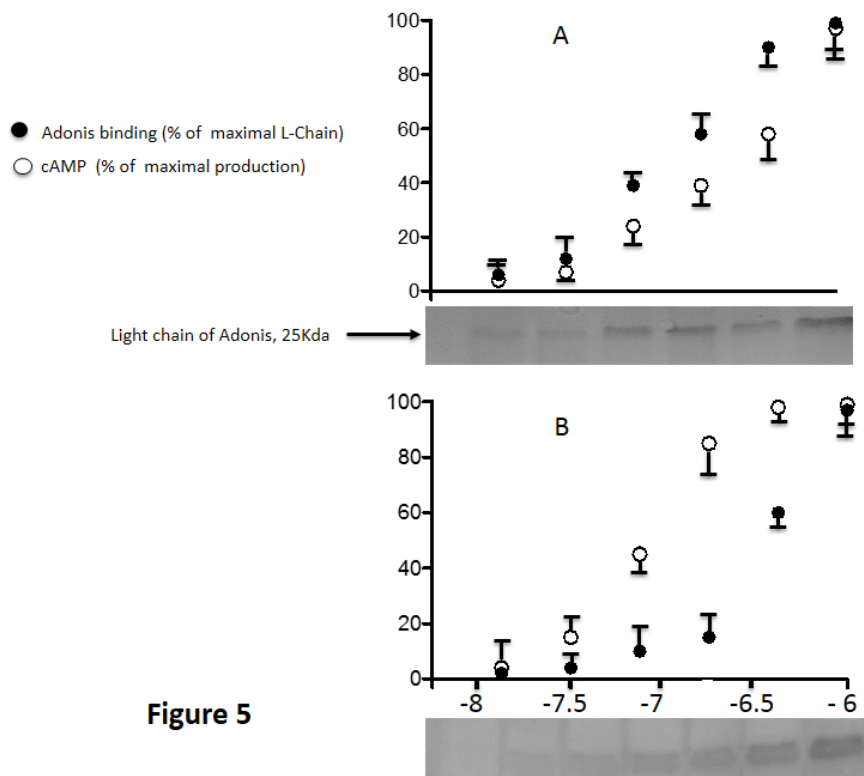 100
A
80
Adonis binding (% of maximal L-Chain)
cAMP (% of maximal production)
60
40
20
0
Light chain of Adonis, 25Kda
100
B
80
60
40
20
0
-8 -7.5 -7 -6.5 - 6
Figure 5